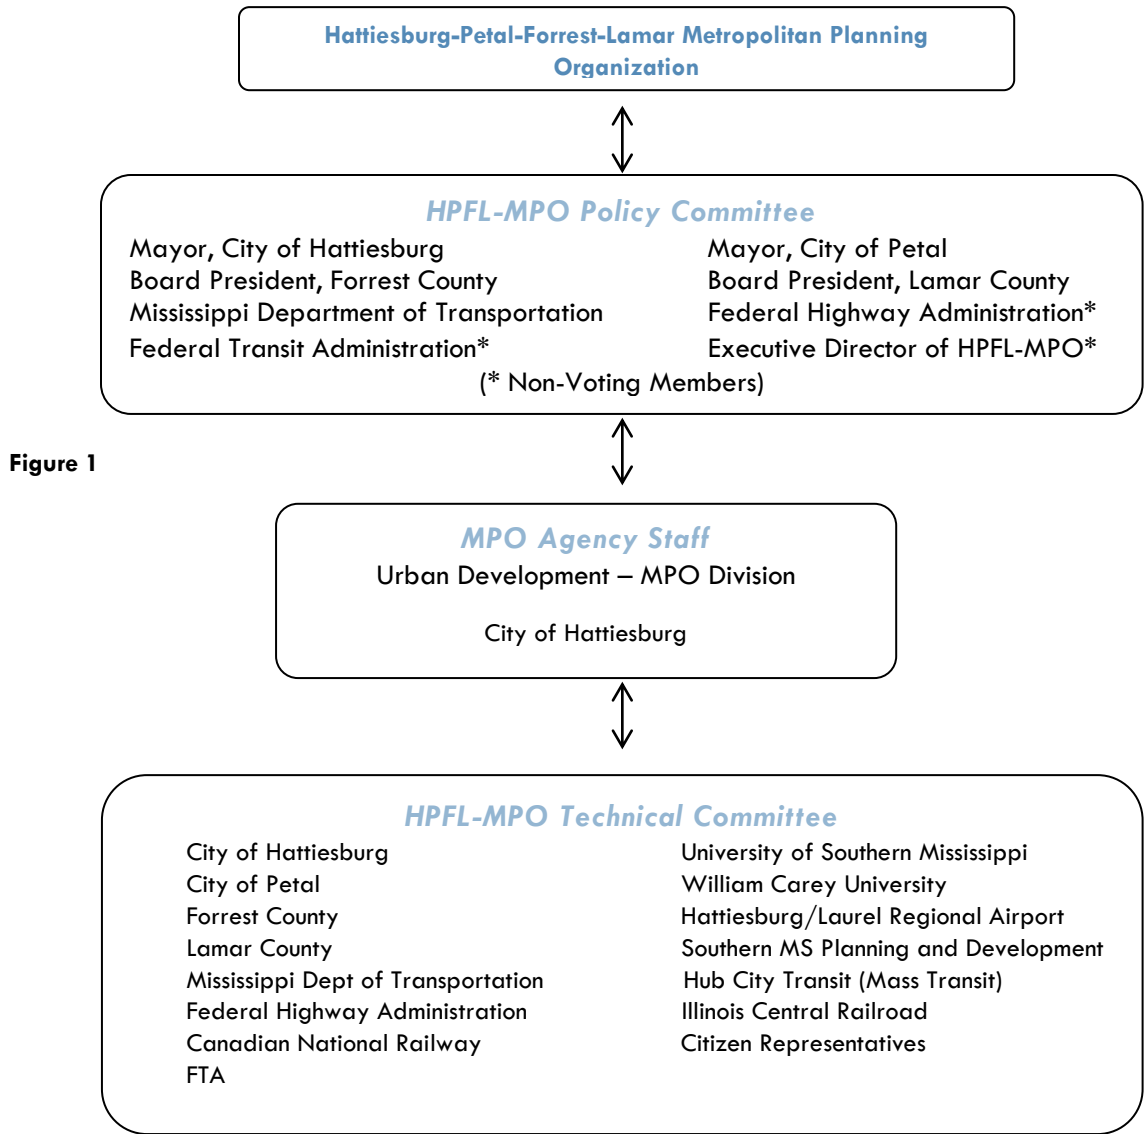 Hattiesburg-Petal-Forrest-Lamar Metropolitan Planning
Organization
HPFL-MPO Policy Committee
Mayor, City of Hattiesburg
Mayor, City of Petal
Board President, Forrest County
Board President, Lamar County
Mississippi Department of Transportation
Federal Highway Administration*
Federal Transit Administration*
Executive Director of HPFL-MPO*
(* Non-Voting Members)
Figure 1
MPO Agency Staff
Urban Development – MPO Division
City of Hattiesburg
HPFL-MPO Technical Committee
City of Hattiesburg
City of Petal
Forrest County
Lamar County
Mississippi Dept of Transportation
Federal Highway Administration
Canadian National Railway
FTA
University of Southern Mississippi
William Carey University
Hattiesburg/Laurel Regional Airport
Southern MS Planning and Development
Hub City Transit (Mass Transit)
Illinois Central Railroad
Citizen Representatives